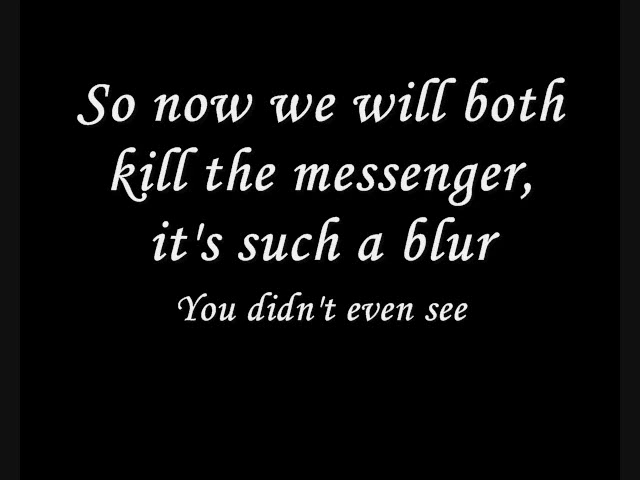 So now we will both
kill the messenger,
it's such a blur
You didn't even see